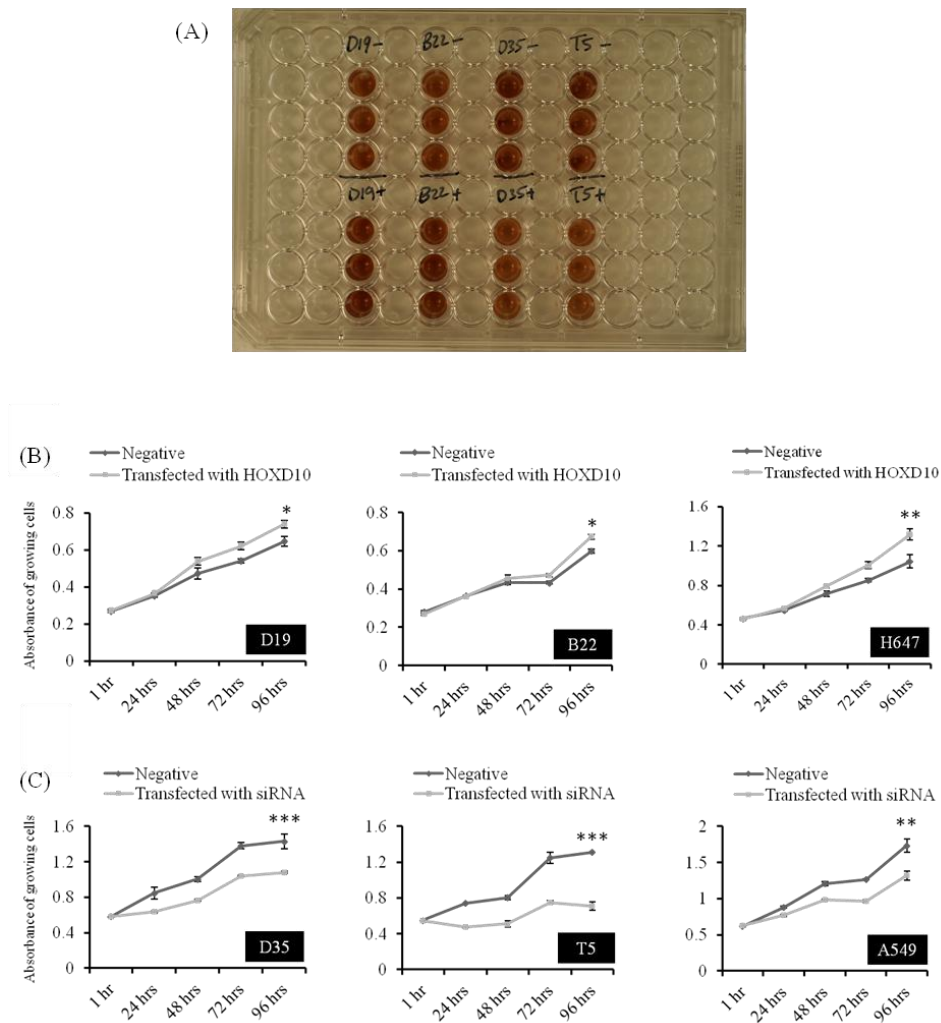 (A)
D19- B22- D35- T5-
D19+ B22+ D35+ T5+
(B)
Negative
Transfected with HOXD10
Absorbance of growing cells
0.8
0.6
0.4
0.2
0
*
D19
1 hr 24 hrs 48 hrs 72 hrs 96 hrs
Negative
Transfected with HOXD10
0.8
0.6
0.4
0.2
0
*
B22
1 hr 24 hrs 48 hrs 72 hrs 96 hrs
Negative
Transfected with HOXD10
1.6
1.2
0.8
0.4
0
**
H647
1 hr 24 hrs 48 hrs 72 hrs 96 hrs
(C)
Negative
Transfected with siRNA
Absorbance of growing cells
1.6
1.2
0.8
0.4
0
***
D35
1 hr 24 hrs 48 hrs 72 hrs 96 hrs
Negative
Transfected with siRNA
1.6
1.2
0.8
0.4
0
***
T5
1 hr 24 hrs 48 hrs 72 hrs 96 hrs
Negative
Transfected with siRNA
2
1.5
1
0.5
0
**
A549
1 hr 24 hrs 48 hrs 72 hrs 96 hrs